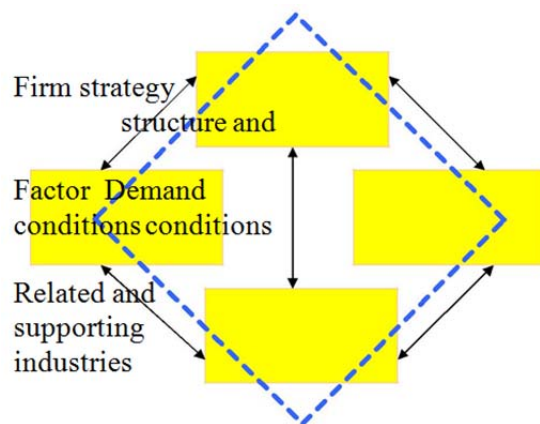 Firm strategy
structure and
Factor Demand
conditions conditions
Related and
supporting
industries